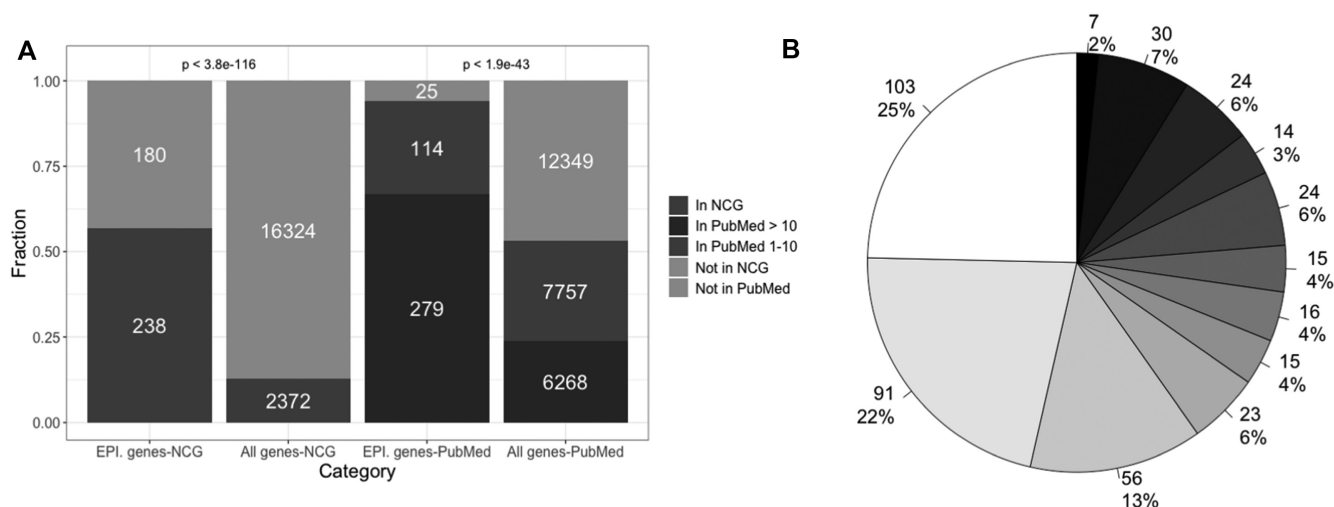 A
p < 3.8e-116
p < 1.9e-43
1.00
0.75
0.50
0.25
0.00
Fraction
180
238
16324
2372
25
114
279
12349
7757
6268
EPI. genes-NCG
All genes-NCG
EPI. genes-PubMed
All genes-PubMed
Category
In NCG
In PubMed > 10
In PubMed 1-10
Not in NCG
Not in PubMed
B
7
2%
30
7%
24
6%
14
3%
24
6%
15
4%
16
4%
15
4%
23
6%
56
13%
91
22%
103
25%